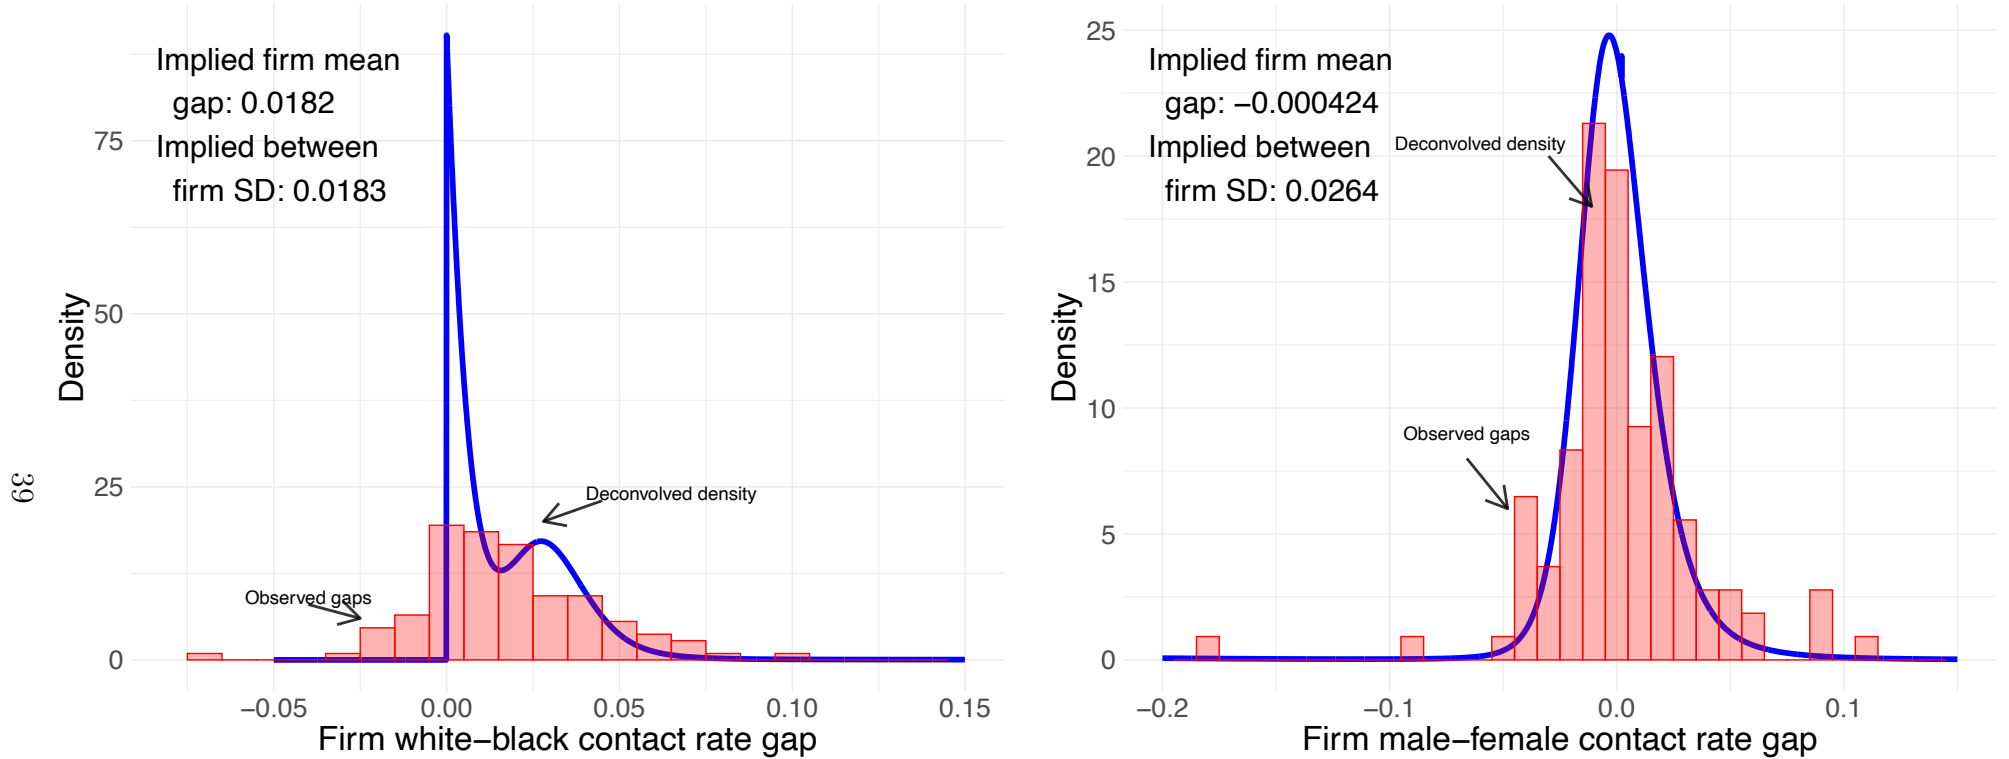 Implied firm mean
gap: 0.0182
Implied between
firm SD: 0.0183
Density
75
50
25
0
Deconvolved density
Observed gaps
−0.05
0.00
0.05
0.10
0.15
Firm white−black contact rate gap
39
Implied firm mean
gap: −0.000424
Implied between
firm SD: 0.0264
Density
25
20
15
10
5
0
Deconvolved density
Observed gaps
−0.2
−0.1
0.0
0.1
Firm male−female contact rate gap